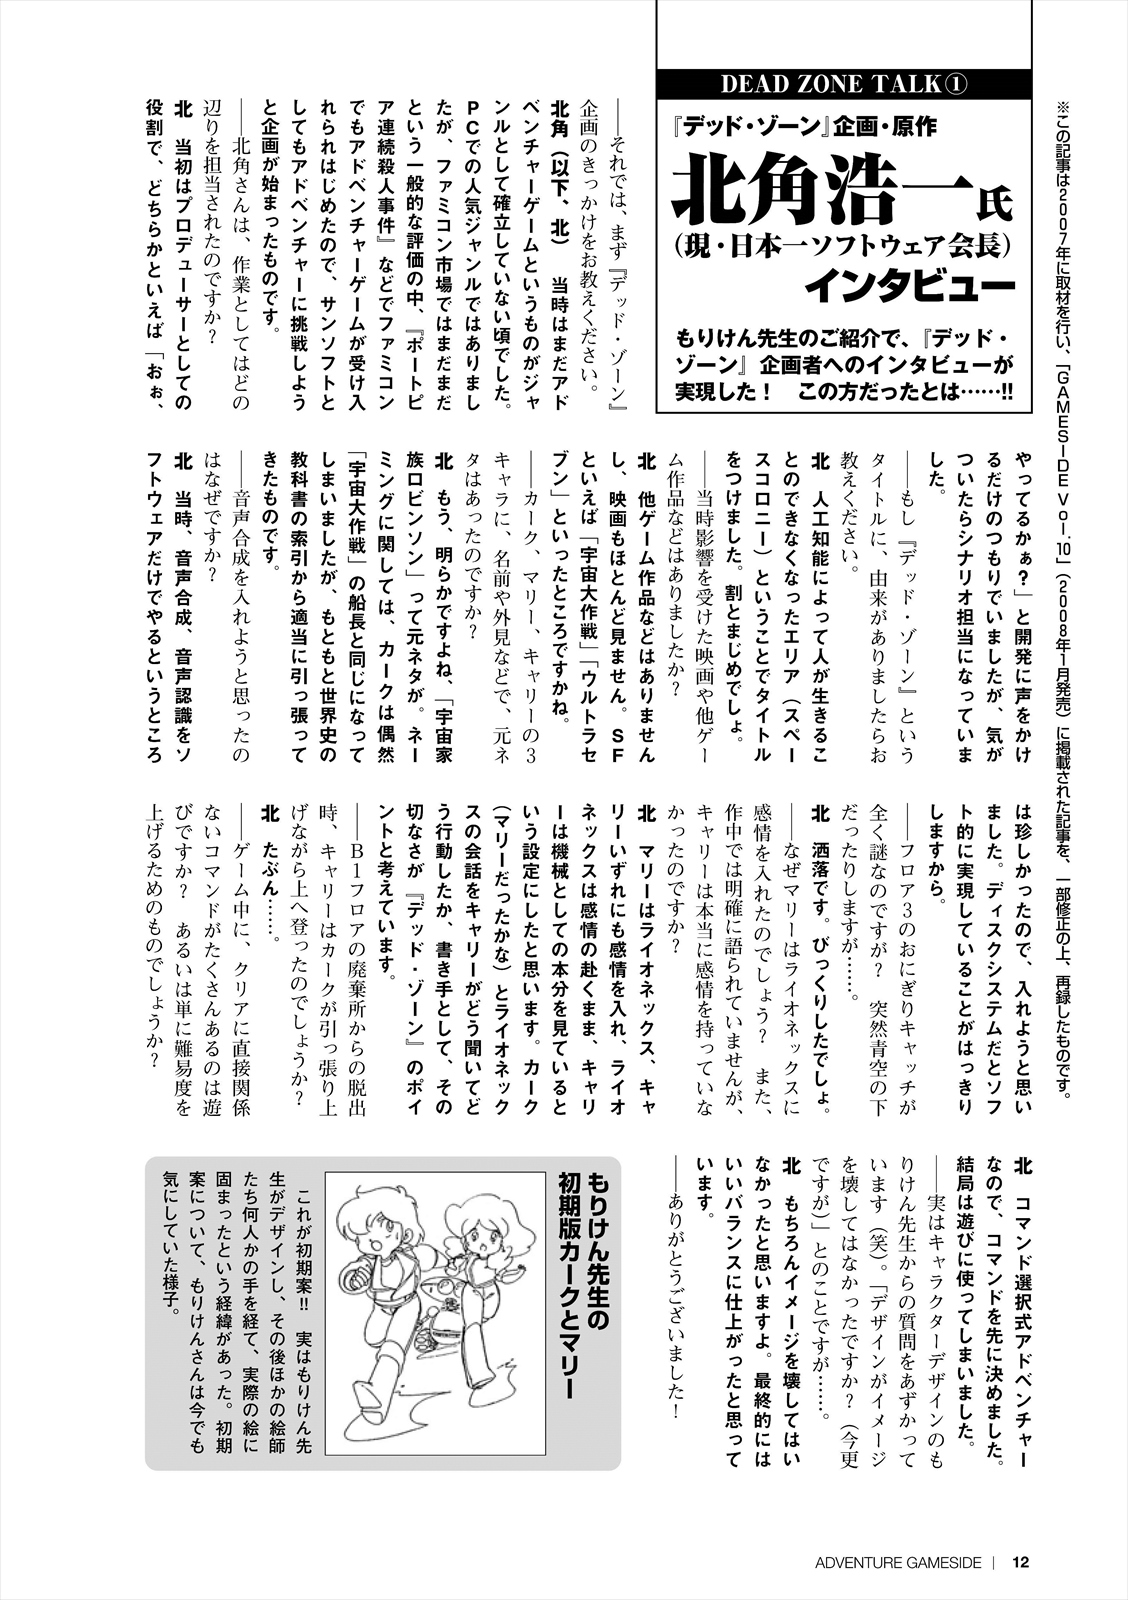 ※この記事は2007年に取材を行い、「GAMESIDE Vol.10」（2008年1月発売）に掲載された記事を、一部修正の上、再録したものです。
DEAD ZONE TALK①
『デッド・ゾーン』企画・原作
北角浩一氏
（現・日本一ソフトウェア会長）
インタビュー
もりけん先生のご紹介で、『デッド・
ゾーン』企画者へのインタビューが
実現した！　この方だったとは……!!
――それでは、まず『デッド・ゾーン』
企画のきっかけをお教えください。
北角（以下、北）　当時はまだアド
ベンチャーゲームというものがジャ
ンルとして確立していない頃でした。
PCでの人気ジャンルではありまし
たが、ファミコン市場ではまだまだ
という一般的な評価の中、『ポートピ
ア連続殺人事件』などでファミコン
でもアドベンチャーゲームが受け入
れられはじめたので、サンソフトと
してもアドベンチャーに挑戦しよう
と企画が始まったものです。
――北角さんは、作業としてはどの
辺りを担当されたのですか？
北　当初はプロデューサーとしての
役割で、どちらかといえば「おぉ、
やってるかぁ？」と開発に声をかけ
るだけのつもりでいましたが、気が
ついたらシナリオ担当になっていま
した。
――もし『デッド・ゾーン』という
タイトルに、由来がありましたらお
教えください。
北　人工知能によって人が生きるこ
とのできなくなったエリア（スペー
スコロニー）ということでタイトル
をつけました。割とまじめでしょ。
――当時影響を受けた映画や他ゲー
ム作品などはありましたか？
北　他ゲーム作品などはありません
し、映画もほとんど見ません。SF
といえば「宇宙大作戦」「ウルトラセ
ブン」といったところですかね。
――カーク、マリー、キャリーの3
キャラに、名前や外見などで、元ネ
タはあったのですか？
北　もう、明らかですよね、「宇宙家
族ロビンソン」って元ネタが。ネー
ミングに関しては、カークは偶然
「宇宙大作戦」の船長と同じになって
しまいましたが、もともと世界史の
教科書の索引から適当に引っ張って
きたものです。
――音声合成を入れようと思ったの
はなぜですか？
北　当時、音声合成、音声認識をソ
フトウェアだけでやるというところ
は珍しかったので、入れようと思い
ました。ディスクシステムだとソフ
ト的に実現していることがはっきり
しますから。
――フロア3のおにぎりキャッチが
全く謎なのですが？　突然青空の下
だったりしますが……。
北　洒落です。びっくりしたでしょ。
――なぜマリーはライオネックスに
感情を入れたのでしょう？　また、
作中では明確に語られていませんが、
キャリーは本当に感情を持っていな
かったのですか？
北　マリーはライオネックス、キャ
リーいずれにも感情を入れ、ライオ
ネックスは感情の赴くまま、キャリ
ーは機械としての本分を見ていると
いう設定にしたと思います。カーク
（マリーだったかな）とライオネック
スの会話をキャリーがどう聞いてど
う行動したか、書き手として、その
切なさが『デッド・ゾーン』のポイ
ントと考えています。
――B1フロアの廃棄所からの脱出
時、キャリーはカークが引っ張り上
げながら上へ登ったのでしょうか？
北　たぶん……。
――ゲーム中に、クリアに直接関係
ないコマンドがたくさんあるのは遊
びですか？　あるいは単に難易度を
上げるためのものでしょうか？
北　コマンド選択式アドベンチャー
なので、コマンドを先に決めました。
結局は遊びに使ってしまいました。
――実はキャラクターデザインのも
りけん先生からの質問をあずかって
います（笑）。「デザインがイメージ
を壊してはなかったですか？（今更
ですが）」とのことですが……。
北　もちろんイメージを壊してはい
なかったと思いますよ。最終的には
いいバランスに仕上がったと思って
います。
――ありがとうございました！
もりけん先生の
初期版カークとマリー
これが初期案!!　実はもりけん先
生がデザインし、その後ほかの絵師
たち何人かの手を経て、実際の絵に
固まったという経緯があった。初期
案について、もりけんさんは今でも
気にしていた様子。
ADVENTURE GAMESIDE | 12